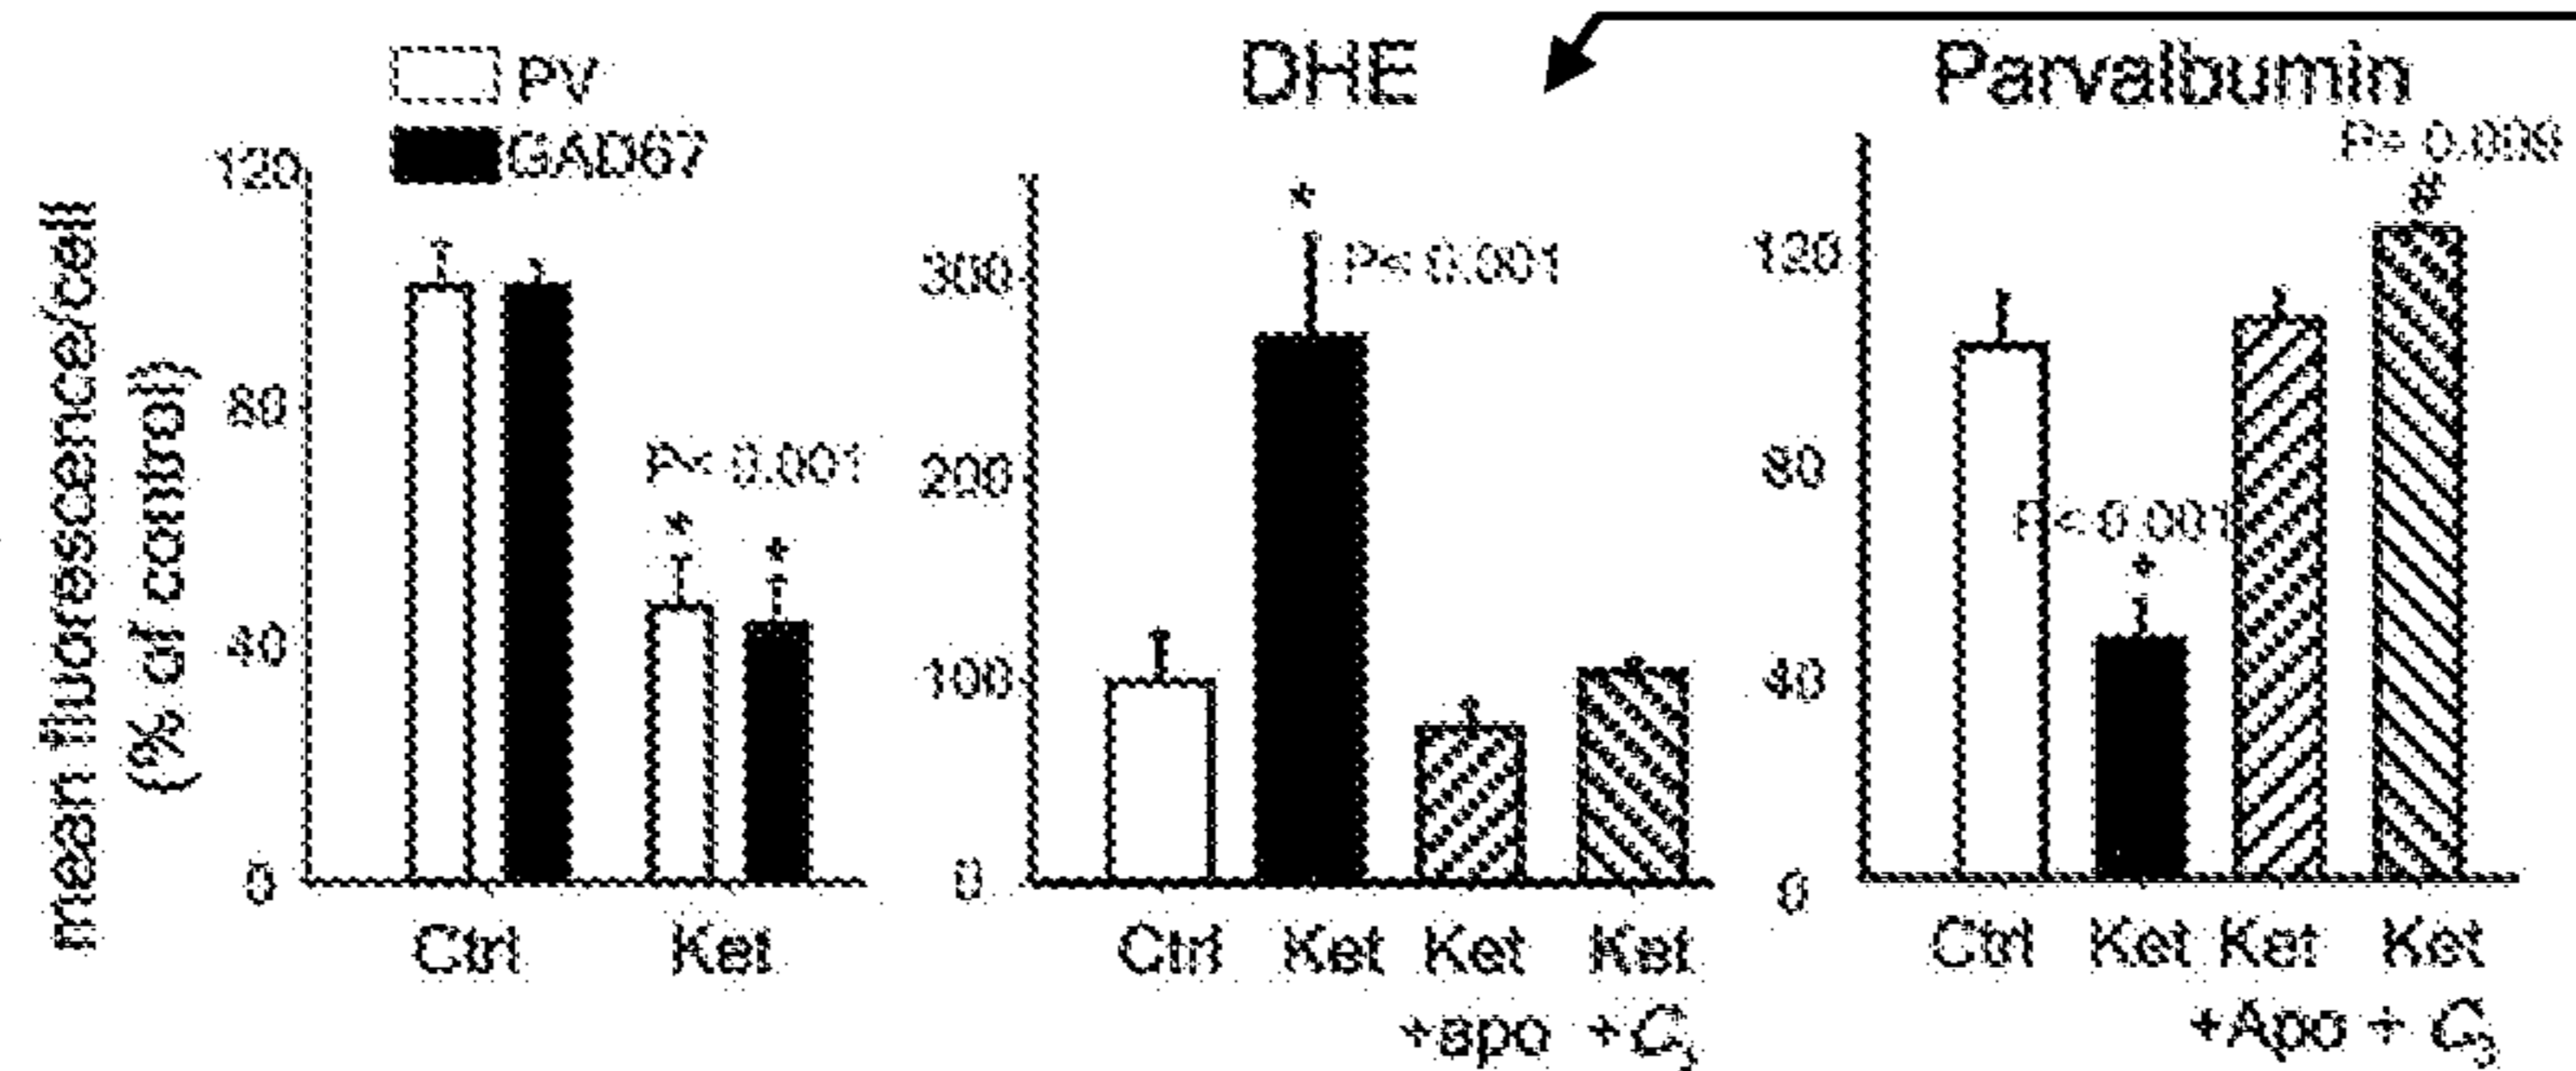 mean fluorescence/cell
(% of control)
PV
GAD67
120
80
40
0
P< 0.001
*
*
Ctrl
Ket
DHE
300
200
100
0
*
P< 0.001
Ctrl
Ket
Ket
+apo
Ket
+C3
Parvalbumin
120
80
40
0
P< 0.001
*
P= 0.009
#
Ctrl
Ket
Ket
+Apo
Ket
+ C3